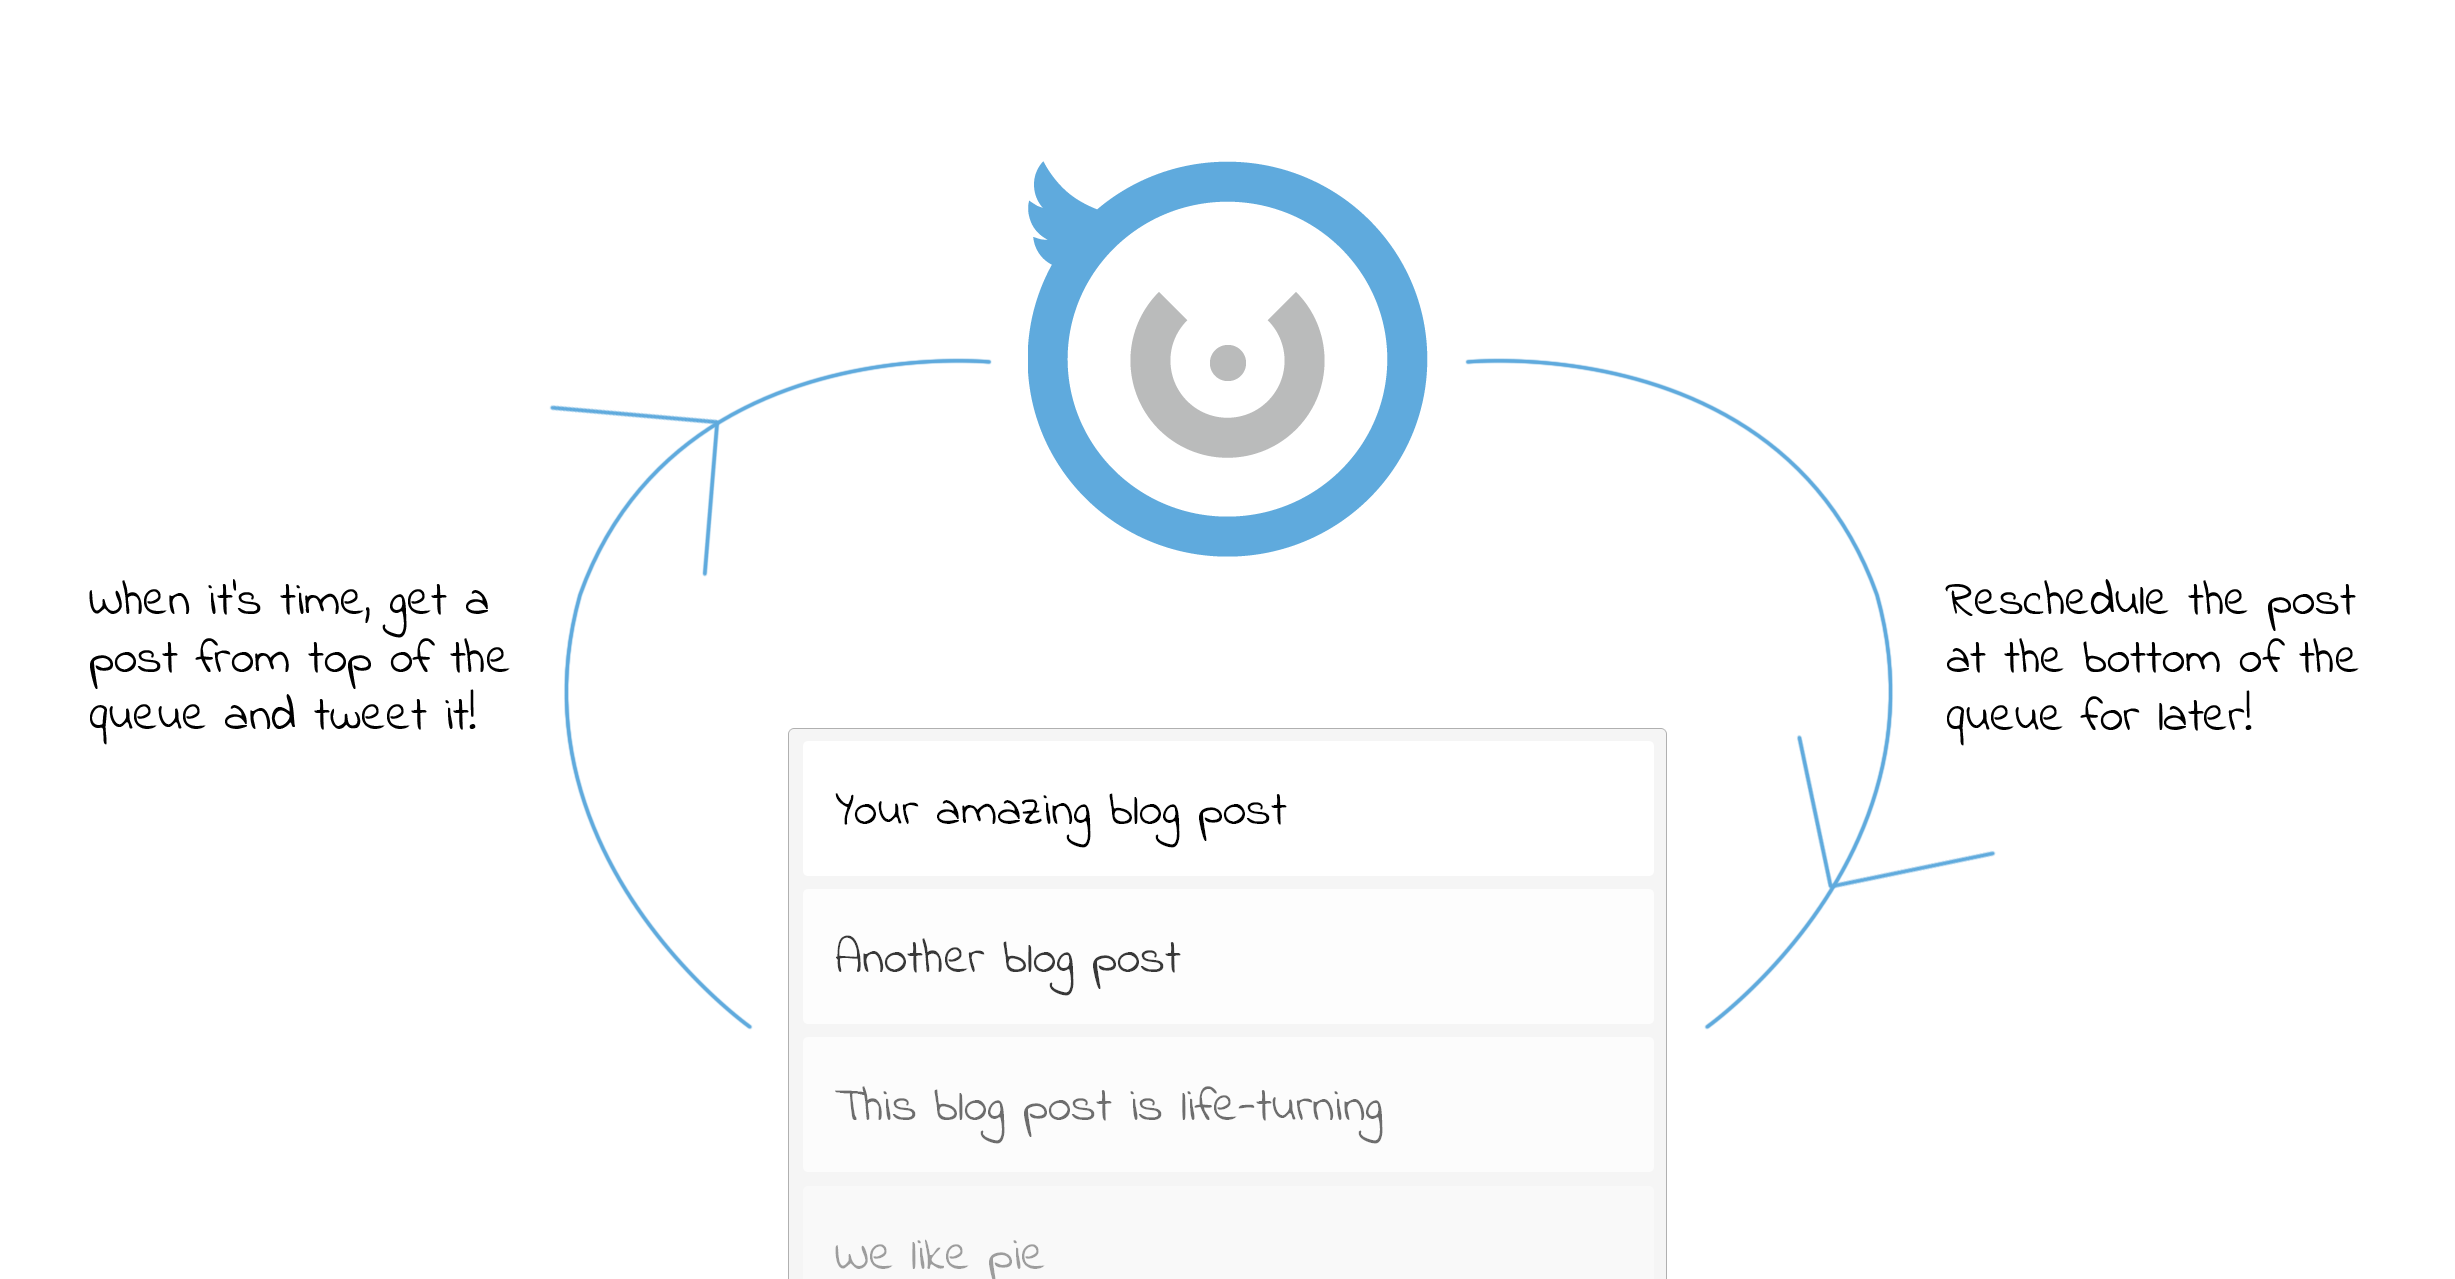 When it's time, get a
post from top of the
queue and tweet it!
Reschedule the post
at the bottom of the
queue for later!
Your amazing blog post
Another blog post
This blog post is life-turning
We like pie